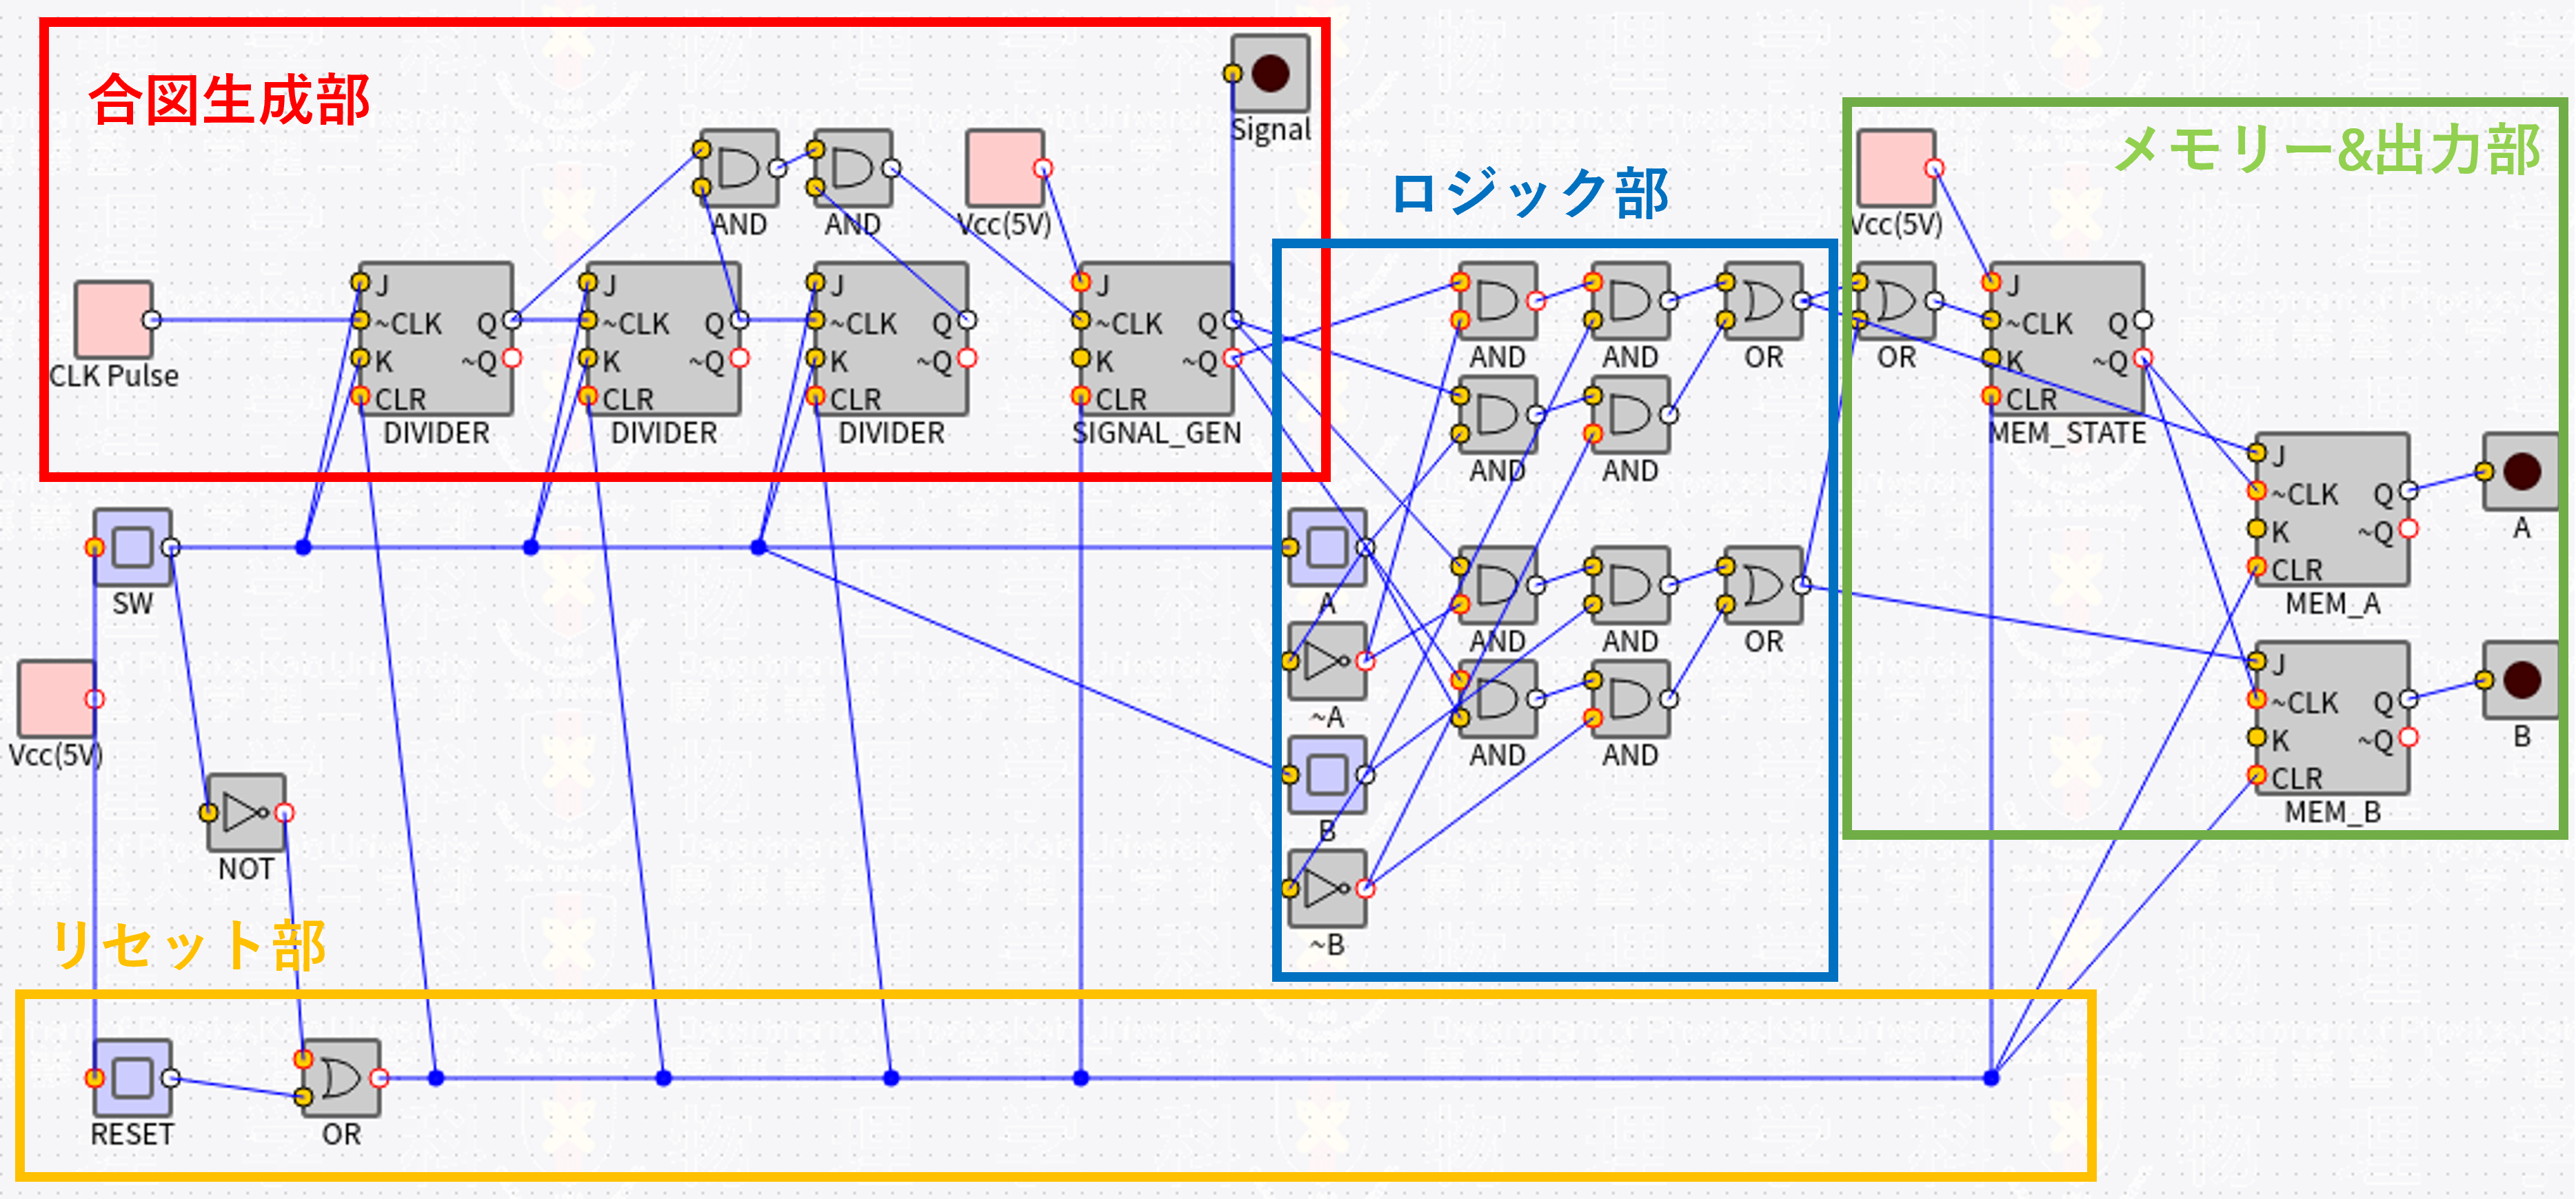 合図生成部
Signal
AND
AND
Vcc(5V)
CLK Pulse
J
~CLK
Q
K
~Q
CLR
DIVIDER
J
~CLK
Q
K
~Q
CLR
DIVIDER
J
~CLK
Q
K
~Q
CLR
DIVIDER
J
~CLK
Q
K
~Q
CLR
SIGNAL_GEN
SW
Vcc(5V)
NOT
ロジック部
AND
AND
OR
AND
AND
A
~A
AND
AND
OR
B
AND
AND
~B
メモリー&出力部
Vcc(5V)
OR
J
~CLK
Q
K
~Q
CLR
MEM_STATE
J
~CLK
Q
K
~Q
CLR
MEM_A
A
J
~CLK
Q
K
~Q
CLR
MEM_B
B
リセット部
RESET
OR